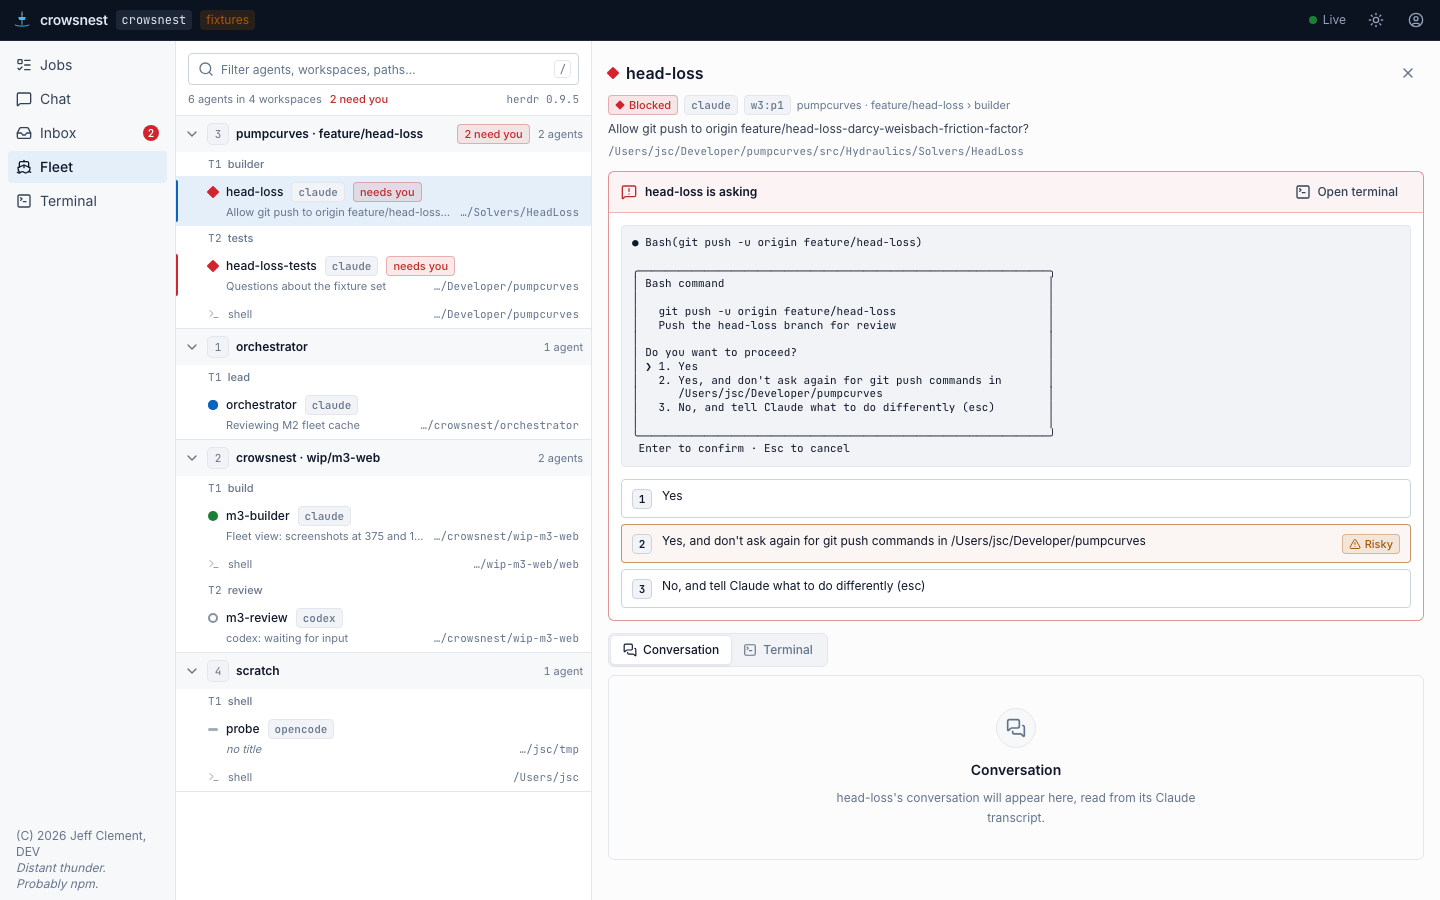 crowsnest crowsnest fixtures
Live
Jobs
Chat
Inbox 2
Fleet
Terminal
(C) 2026 Jeff Clement,
DEV
Distant thunder.
Probably npm.
Filter agents, workspaces, paths... /
6 agents in 4 workspaces 2 need you herdr 0.9.5
3 pumpcurves · feature/head-loss 2 need you 2 agents
T1 builder
head-loss claude needs you
Allow git push to origin feature/head-loss... …/Solvers/HeadLoss
T2 tests
head-loss-tests claude needs you
Questions about the fixture set …/Developer/pumpcurves
shell …/Developer/pumpcurves
1 orchestrator 1 agent
T1 lead
orchestrator claude
Reviewing M2 fleet cache …/crowsnest/orchestrator
2 crowsnest · wip/m3-web 2 agents
T1 build
m3-builder claude
Fleet view: screenshots at 375 and 1... …/crowsnest/wip-m3-web
shell …/wip-m3-web/web
T2 review
m3-review codex
codex: waiting for input …/crowsnest/wip-m3-web
4 scratch 1 agent
T1 shell
probe opencode
no title …/jsc/tmp
shell /Users/jsc
head-loss
Blocked claude w3:p1 pumpcurves · feature/head-loss › builder
Allow git push to origin feature/head-loss-darcy-weisbach-friction-factor?
/Users/jsc/Developer/pumpcurves/src/Hydraulics/Solvers/HeadLoss
head-loss is asking Open terminal
● Bash(git push -u origin feature/head-loss)
Bash command
git push -u origin feature/head-loss
Push the head-loss branch for review
Do you want to proceed?
❯ 1. Yes
2. Yes, and don't ask again for git push commands in
/Users/jsc/Developer/pumpcurves
3. No, and tell Claude what to do differently (esc)
Enter to confirm · Esc to cancel
1 Yes
2 Yes, and don't ask again for git push commands in /Users/jsc/Developer/pumpcurves Risky
3 No, and tell Claude what to do differently (esc)
Conversation Terminal
Conversation
head-loss's conversation will appear here, read from its Claude
transcript.